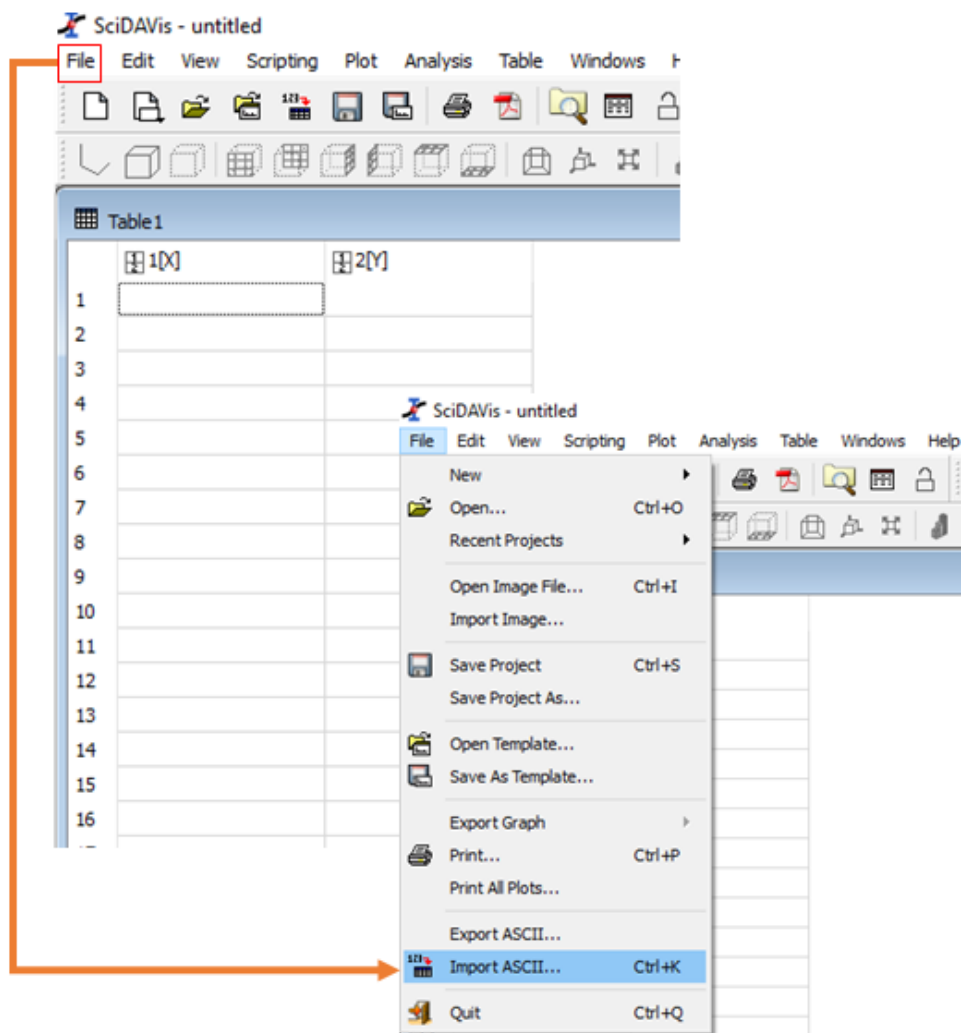 SciDAVis - untitled
File Edit View Scripting Plot Analysis Table Windows
Table1
1[X] 2[Y]
1
2
3
4
5
6
7
8
9
10
11
12
13
14
15
16
SciDAVis - untitled
File Edit View Scripting Plot Analysis Table Windows Help
New
Open... Ctrl+O
Recent Projects
Open Image File... Ctrl+I
Import Image...
Save Project Ctrl+S
Save Project As...
Open Template...
Save As Template...
Export Graph
Print... Ctrl+P
Print All Plots...
Export ASCII...
Import ASCII... Ctrl+K
Quit Ctrl+Q